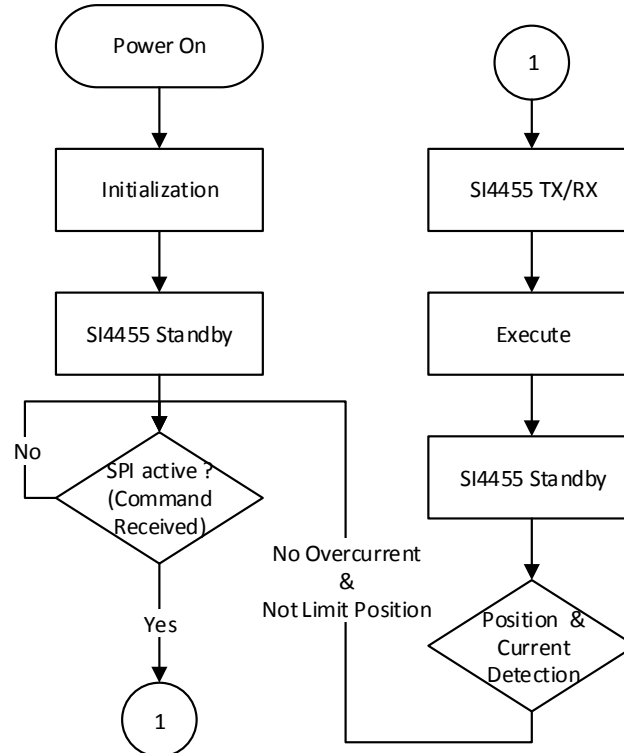 Power On
Initialization
SI4455 Standby
No
SPI active ?
(Command
Received)
Yes
1
1
SI4455 TX/RX
Execute
SI4455 Standby
Position & 
Current
Detection
No Overcurrent
&
Not Limit Position